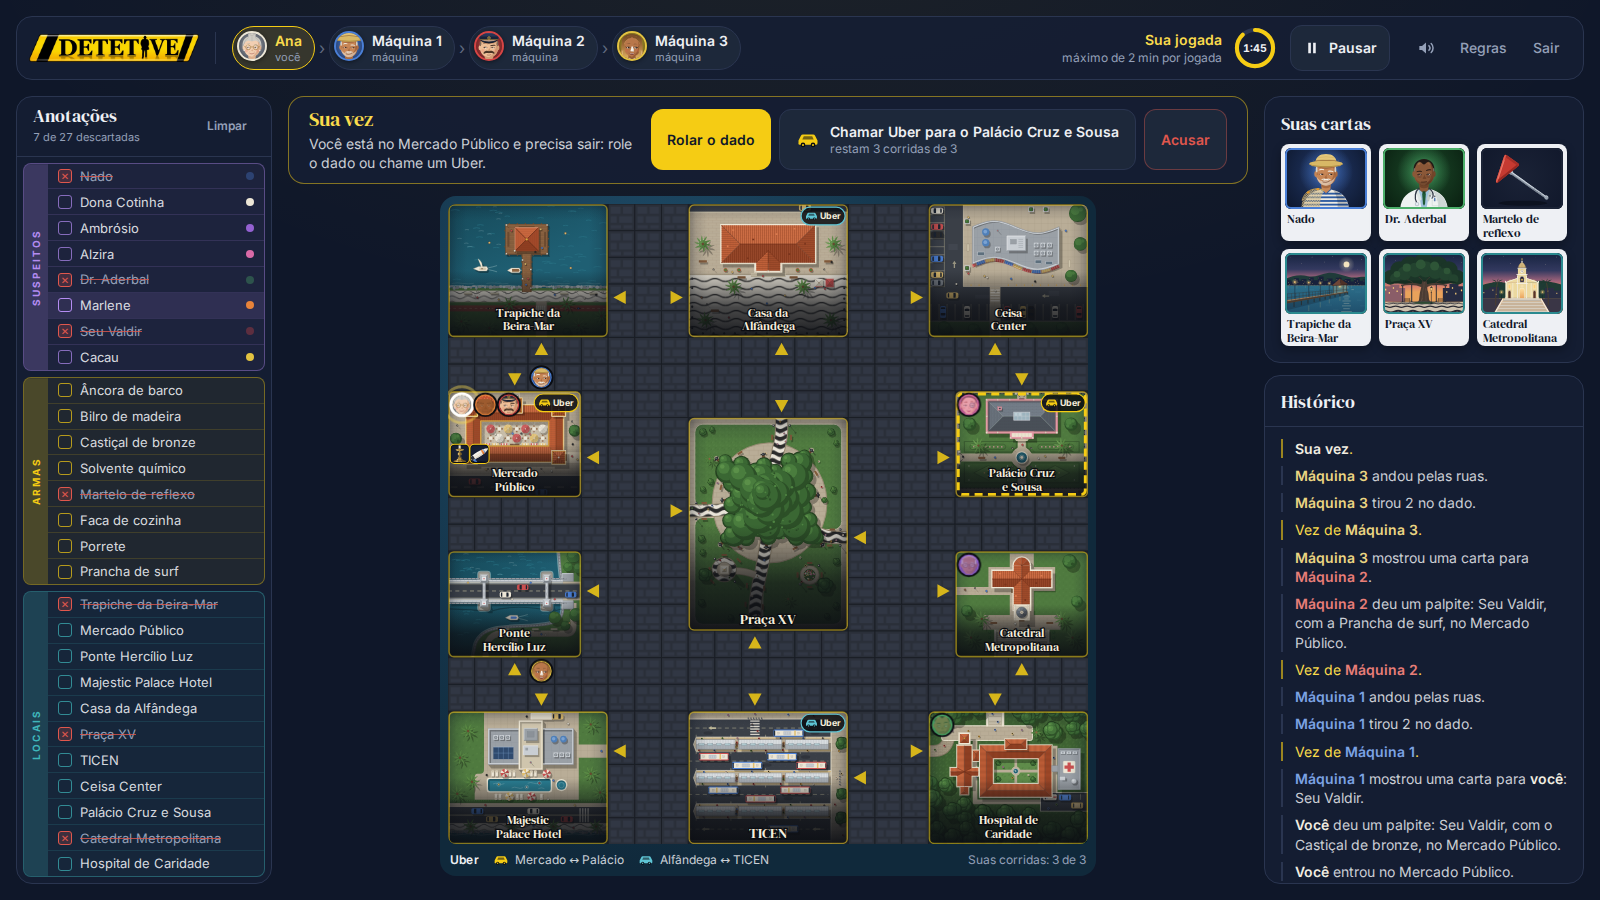 DETETIVE
Ana
você
Máquina 1
máquina
Máquina 2
máquina
Máquina 3
máquina
Sua jogada
máximo de 2 min por jogada
1:45
Pausar
Regras
Sair
Anotações
7 de 27 descartadas
Limpar
SUSPEITOS
Nado
Dona Cotinha
Ambrósio
Alzira
Dr. Aderbal
Marlene
Seu Valdir
Cacau
ARMAS
Âncora de barco
Bilro de madeira
Castiçal de bronze
Solvente químico
Martelo de reflexo
Faca de cozinha
Porrete
Prancha de surf
LOCAIS
Trapiche da Beira-Mar
Mercado Público
Ponte Hercílio Luz
Majestic Palace Hotel
Casa da Alfândega
Praça XV
TICEN
Ceisa Center
Palácio Cruz e Sousa
Catedral Metropolitana
Hospital de Caridade
Sua vez
Você está no Mercado Público e precisa sair: role
o dado ou chame um Uber.
Rolar o dado
Chamar Uber para o Palácio Cruz e Sousa
restam 3 corridas de 3
Acusar
Trapiche da
Beira-Mar
Uber
Casa da
Alfândega
Ceisa
Center
Uber
Mercado
Público
Uber
Palácio Cruz
e Sousa
Praça XV
Ponte
Hercílio Luz
Catedral
Metropolitana
Majestic
Palace Hotel
Uber
TICEN
Hospital de
Caridade
Uber
Mercado ↔ Palácio
Alfândega ↔ TICEN
Suas corridas: 3 de 3
Suas cartas
Nado
Dr. Aderbal
Martelo de
reflexo
Trapiche da
Beira-Mar
Praça XV
Catedral
Metropolitana
Histórico
Sua vez.
Máquina 3 andou pelas ruas.
Máquina 3 tirou 2 no dado.
Vez de Máquina 3.
Máquina 3 mostrou uma carta para
Máquina 2.
Máquina 2 deu um palpite: Seu Valdir,
com a Prancha de surf, no Mercado
Público.
Vez de Máquina 2.
Máquina 1 andou pelas ruas.
Máquina 1 tirou 2 no dado.
Vez de Máquina 1.
Máquina 1 mostrou uma carta para você:
Seu Valdir.
Você deu um palpite: Seu Valdir, com o
Castiçal de bronze, no Mercado Público.
Você entrou no Mercado Público.